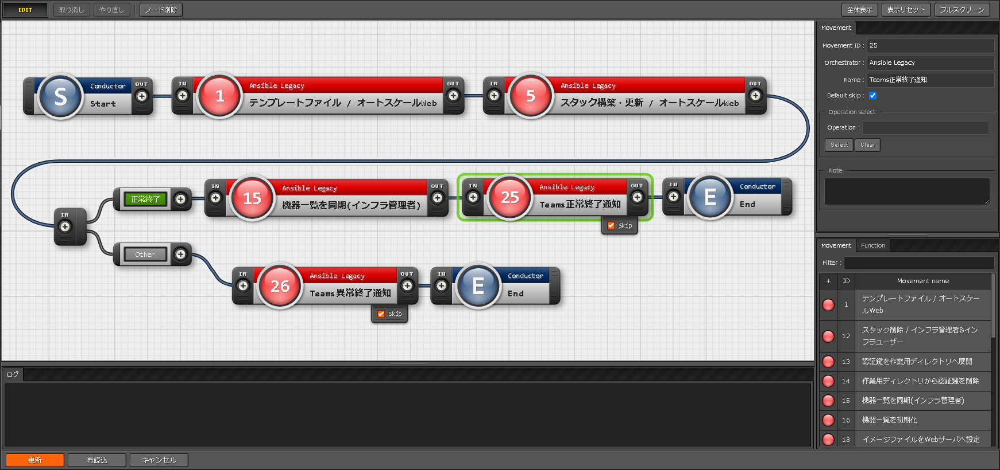 EDIT
取り消し
やり直し
ノード削除
全体表示
表示リセット
フルスクリーン
S
Conductor
Start
OUT
IN
1
Ansible Legacy
テンプレートファイル / オートスケールWeb
OUT
IN
5
Ansible Legacy
スタック構築・更新 / オートスケールWeb
OUT
IN
正常終了
Other
IN
15
Ansible Legacy
機器一覧を同期(インフラ管理者)
OUT
IN
25
Ansible Legacy
Teams正常終了通知
OUT
Skip
IN
E
Conductor
End
IN
26
Ansible Legacy
Teams異常終了通知
OUT
Skip
IN
E
Conductor
End
Movement
Movement ID : 25
Orchestrator : Ansible Legacy
Name : Teams正常終了通知
Default skip :
Operation select
Operation :
Select
Clear
Note
Movement
Function
Filter :
+ ID Movement name
1 テンプレートファイル / オートスケー
ルWeb
12 スタック削除 / インフラ管理者&イン
フラユーザー
13 認証鍵を作業用ディレクトリへ展開
14 作業用ディレクトリから認証鍵を削除
15 機器一覧を同期(インフラ管理者)
16 機器一覧を初期化
18 イメージファイルをWebサーバへ設定
ログ
更新
再読込
キャンセル